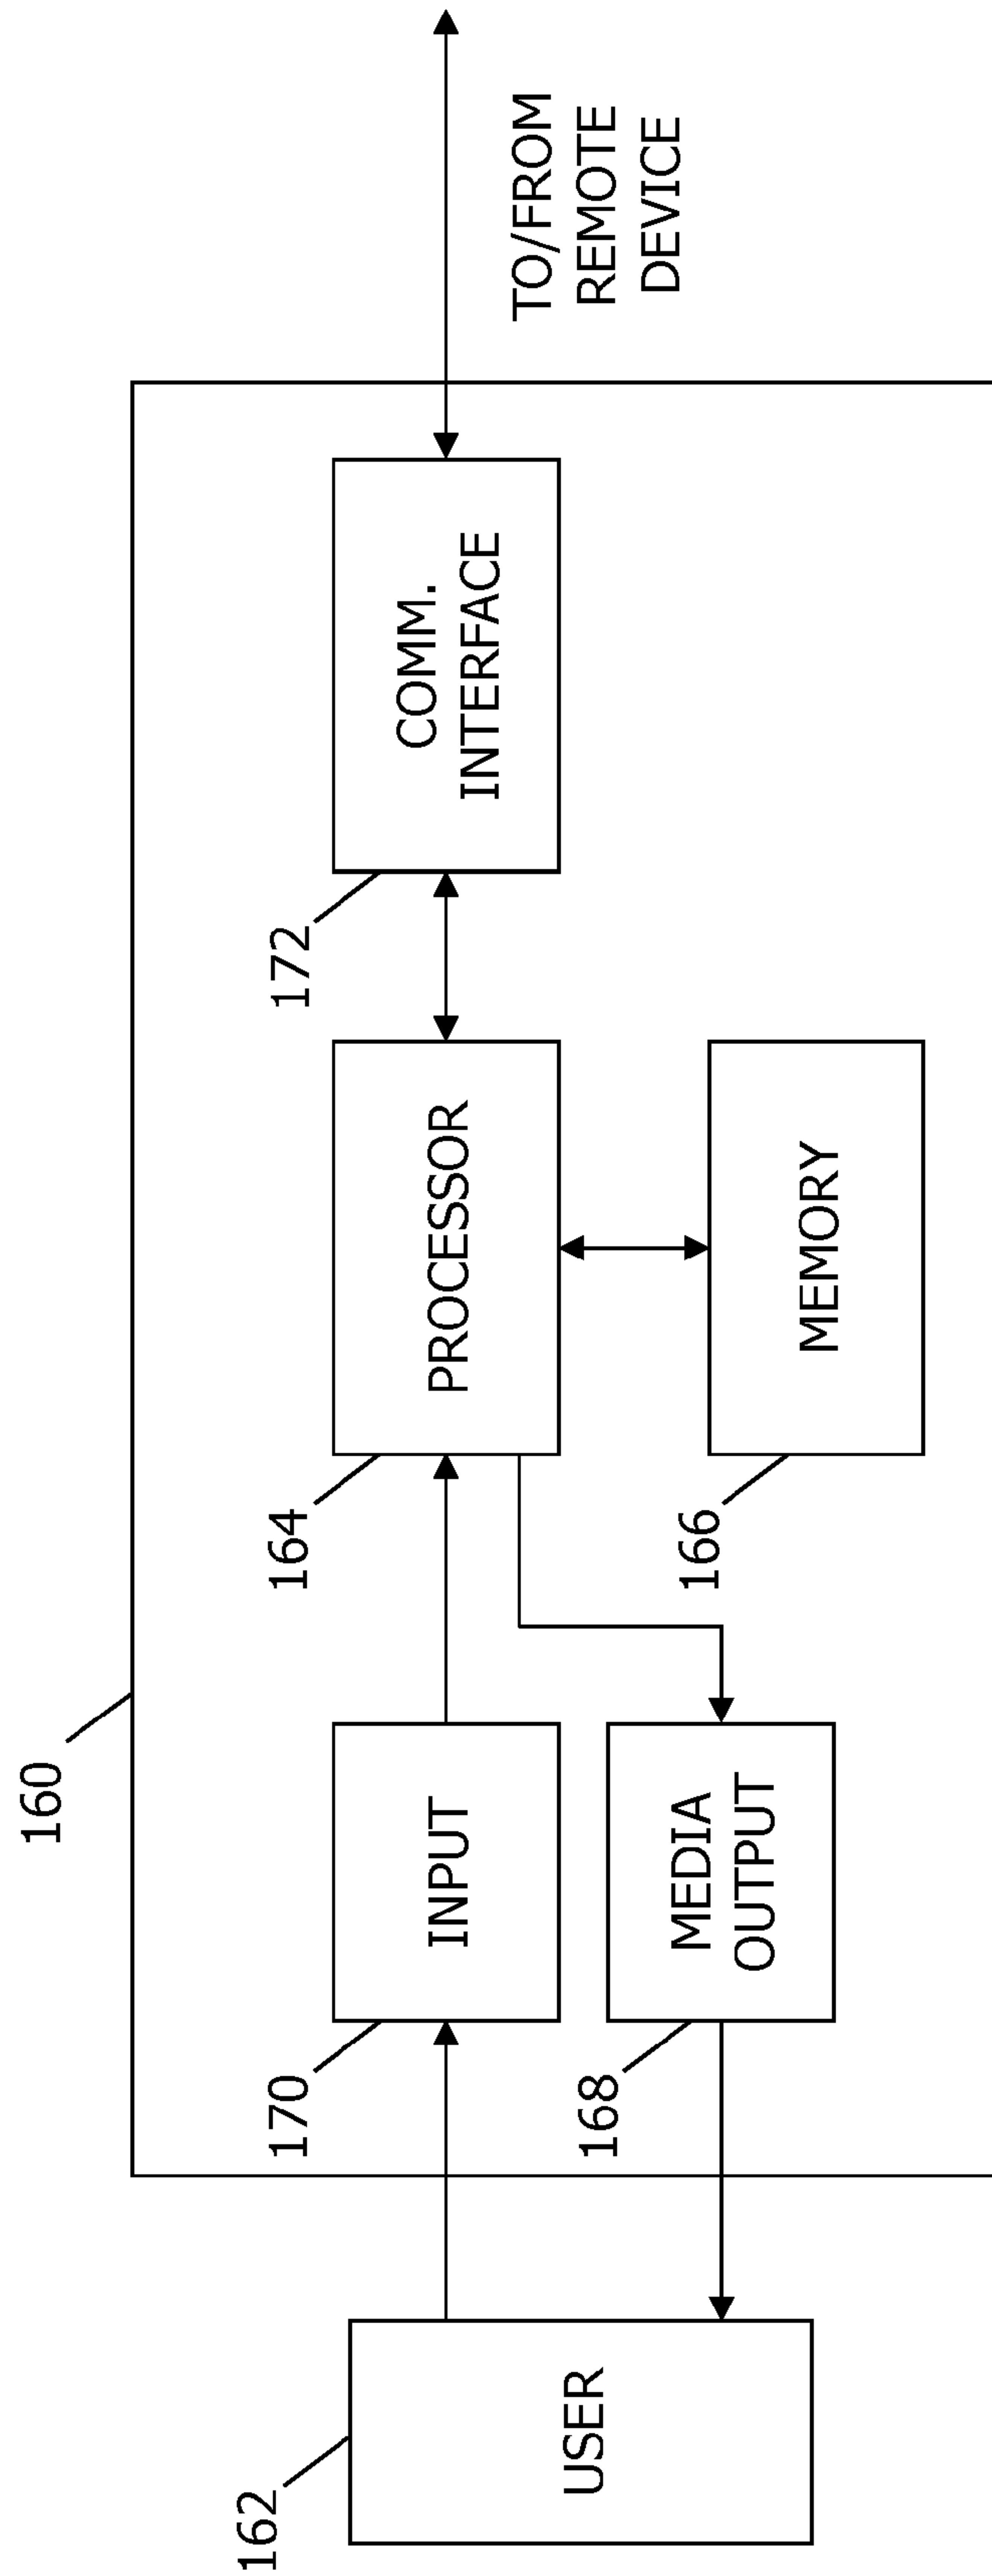 160
162
USER
170
INPUT
168
MEDIA
OUTPUT
164
PROCESSOR
166
MEMORY
172
COMM.
INTERFACE
TO/FROM
REMOTE
DEVICE